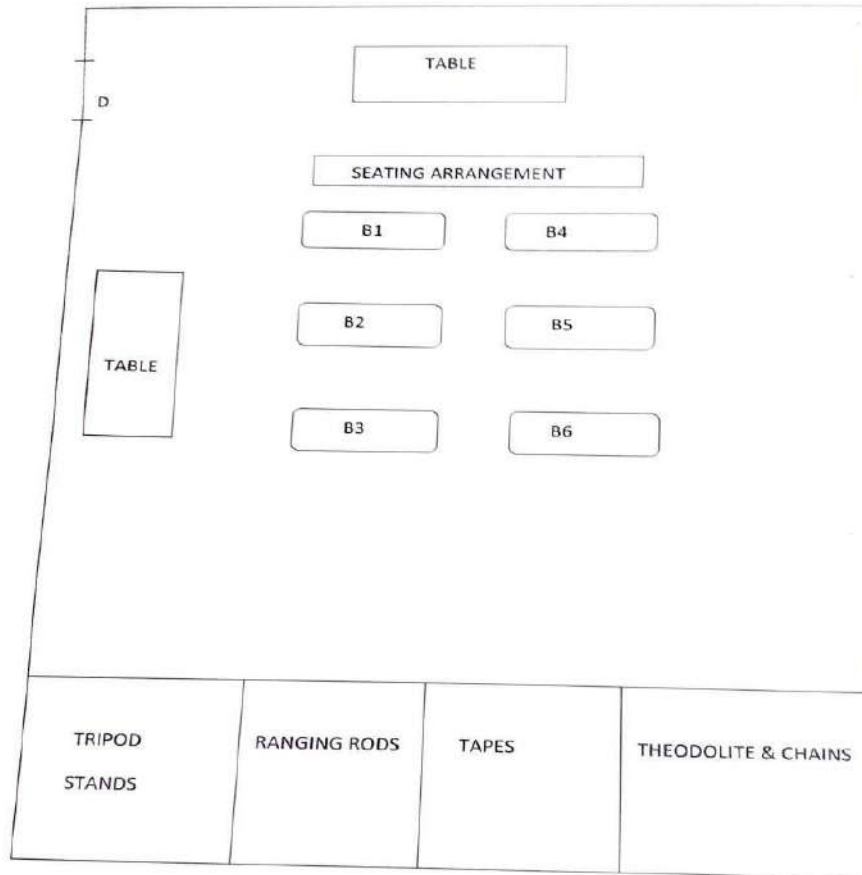 TABLE
D
SEATING ARRANGEMENT
B1
B4
B2
B5
TABLE
B3
B6
TRIPOD
STANDS
RANGING RODS
TAPES
THEODOLITE & CHAINS